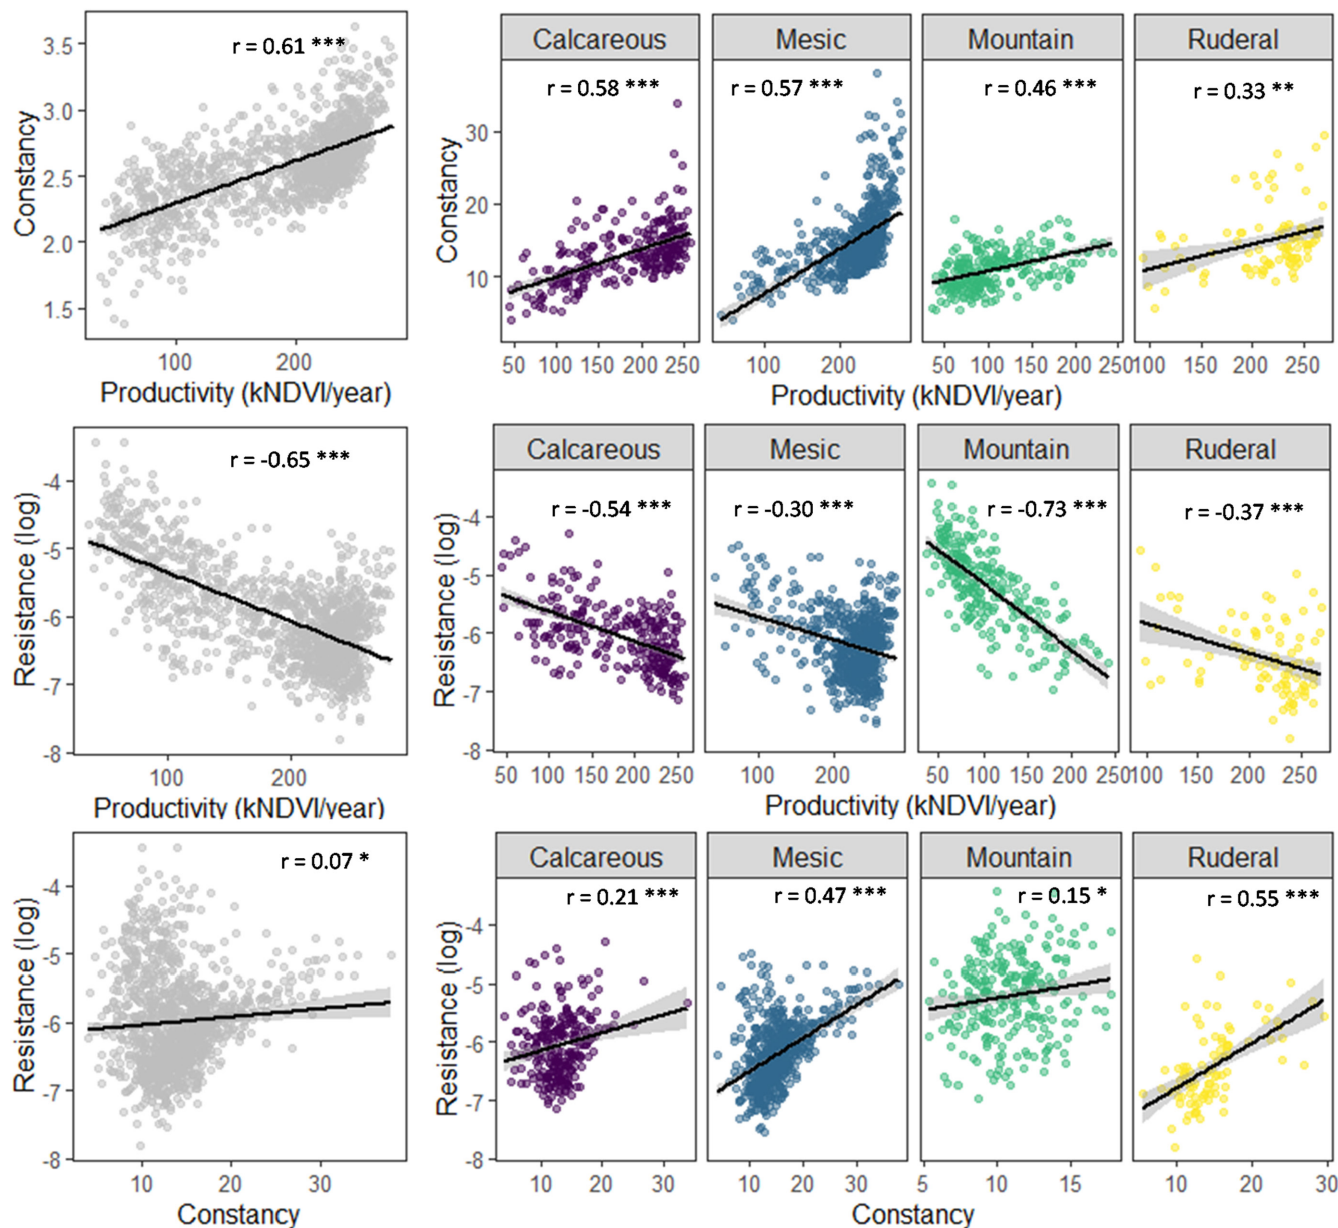 r = 0.61 ***
3.5
3.0
2.5
2.0
1.5
Constancy
100 200
Productivity (kNDVI/year)
Calcareous Mesic Mountain Ruderal
r = 0.58 *** r = 0.57 *** r = 0.46 *** r = 0.33 **
30
20
10
Constancy
50 100 150 200 250 100 200 50 100 150 200 250 100 150 200 250
Productivity (kNDVI/year)
r = -0.65 ***
-4
-5
-6
-7
-8
Resistance (log)
100 200
Productivity (kNDVI/year)
Calcareous Mesic Mountain Ruderal
r = -0.54 *** r = -0.30 *** r = -0.73 *** r = -0.37 ***
-4
-5
-6
-7
-8
Resistance (log)
50 100 150 200 250 100 200 50 100 150 200 250 100 150 200 250
Productivity (kNDVI/year)
r = 0.07 *
-4
-5
-6
-7
-8
Resistance (log)
10 20 30
Constancy
Calcareous Mesic Mountain Ruderal
r = 0.21 *** r = 0.47 *** r = 0.15 * r = 0.55 ***
-4
-5
-6
-7
-8
Resistance (log)
10 20 30 10 20 30 5 10 15 10 20 30
Constancy